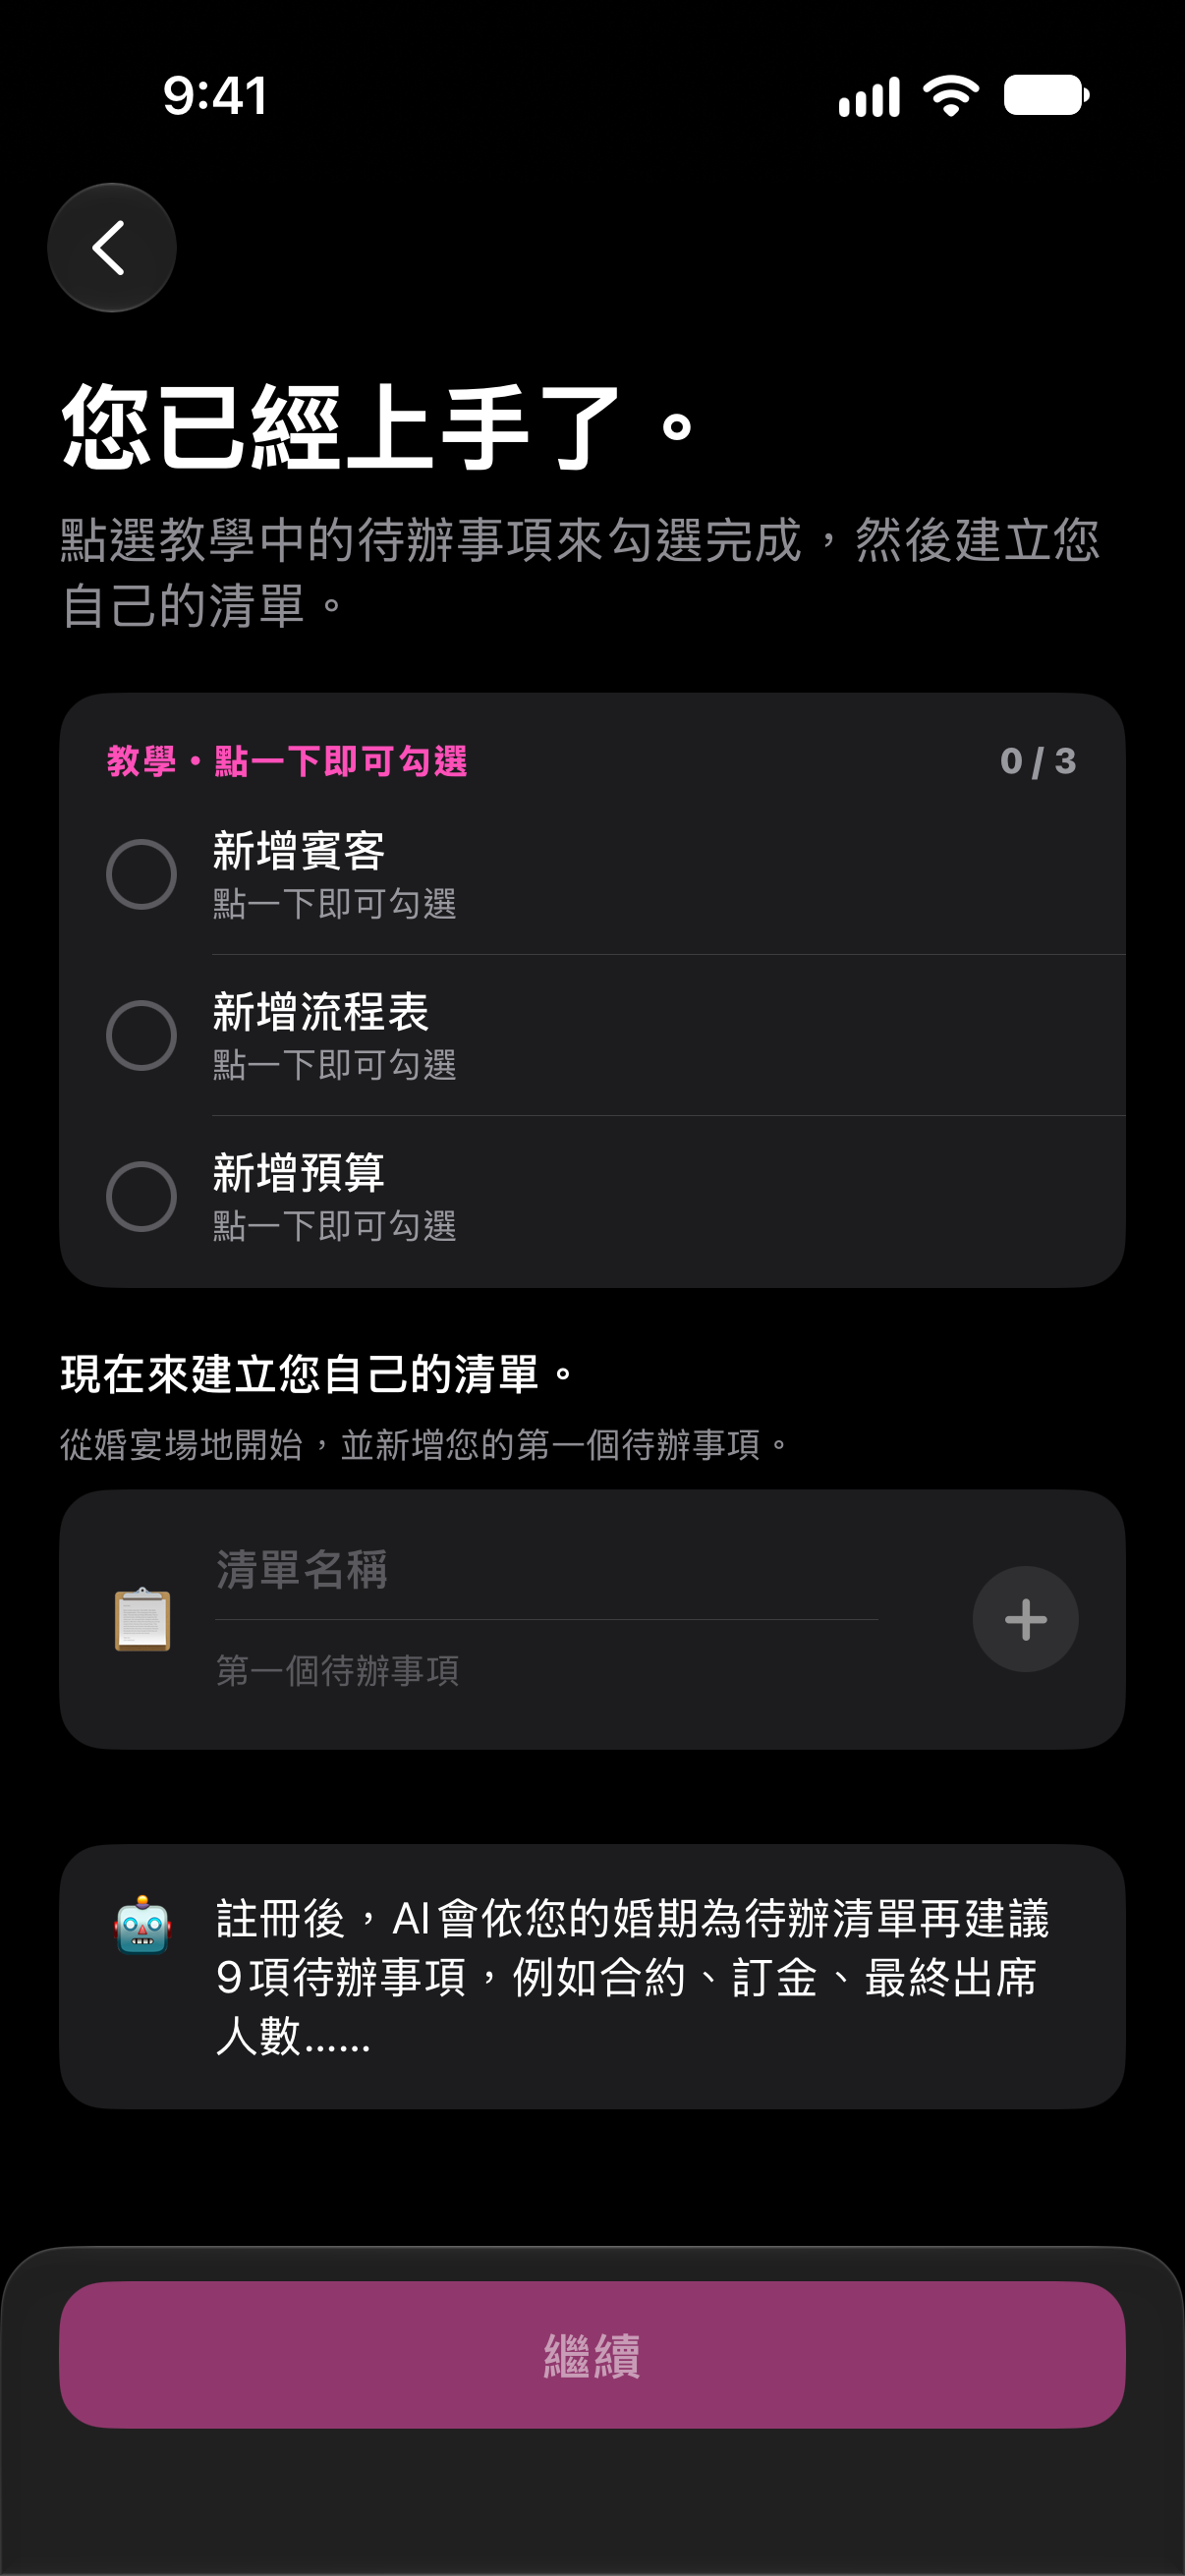 9:41
您已經上手了。
點選教學中的待辦事項來勾選完成，然後建立您
自己的清單。
教學・點一下即可勾選
0 / 3
新增賓客
點一下即可勾選
新增流程表
點一下即可勾選
新增預算
點一下即可勾選
現在來建立您自己的清單。
從婚宴場地開始，並新增您的第一個待辦事項。
清單名稱
第一個待辦事項
註冊後，AI會依您的婚期為待辦清單再建議
9項待辦事項，例如合約、訂金、最終出席
人數……
繼續